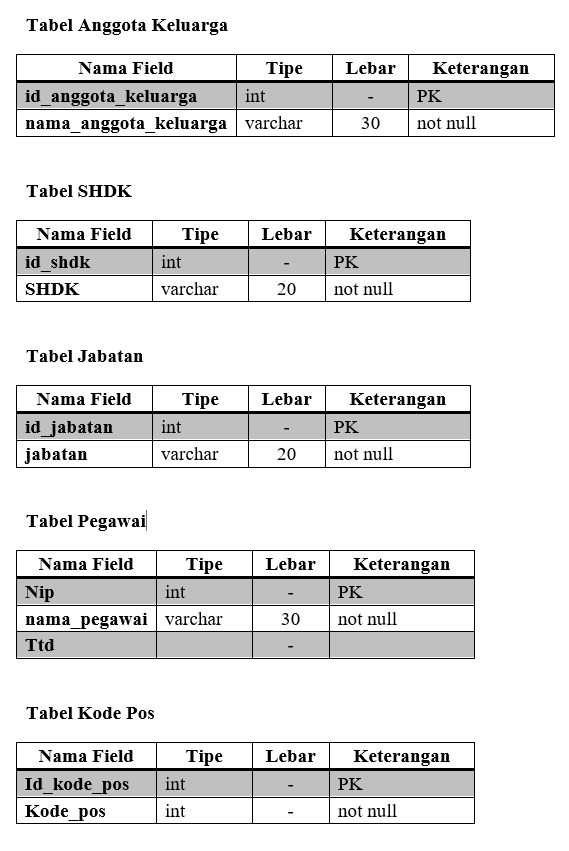 Tabel Anggota Keluarga
Nama Field Tipe Lebar Keterangan
id_anggota_keluarga int - PK
nama_anggota_keluarga varchar 30 not null
Tabel SHDK
Nama Field Tipe Lebar Keterangan
id_shdk int - PK
SHDK varchar 20 not null
Tabel Jabatan
Nama Field Tipe Lebar Keterangan
id_jabatan int - PK
jabatan varchar 20 not null
Tabel Pegawai
Nama Field Tipe Lebar Keterangan
Nip int - PK
nama_pegawai varchar 30 not null
Ttd -
Tabel Kode Pos
Nama Field Tipe Lebar Keterangan
Id_kode_pos int - PK
Kode_pos int - not null